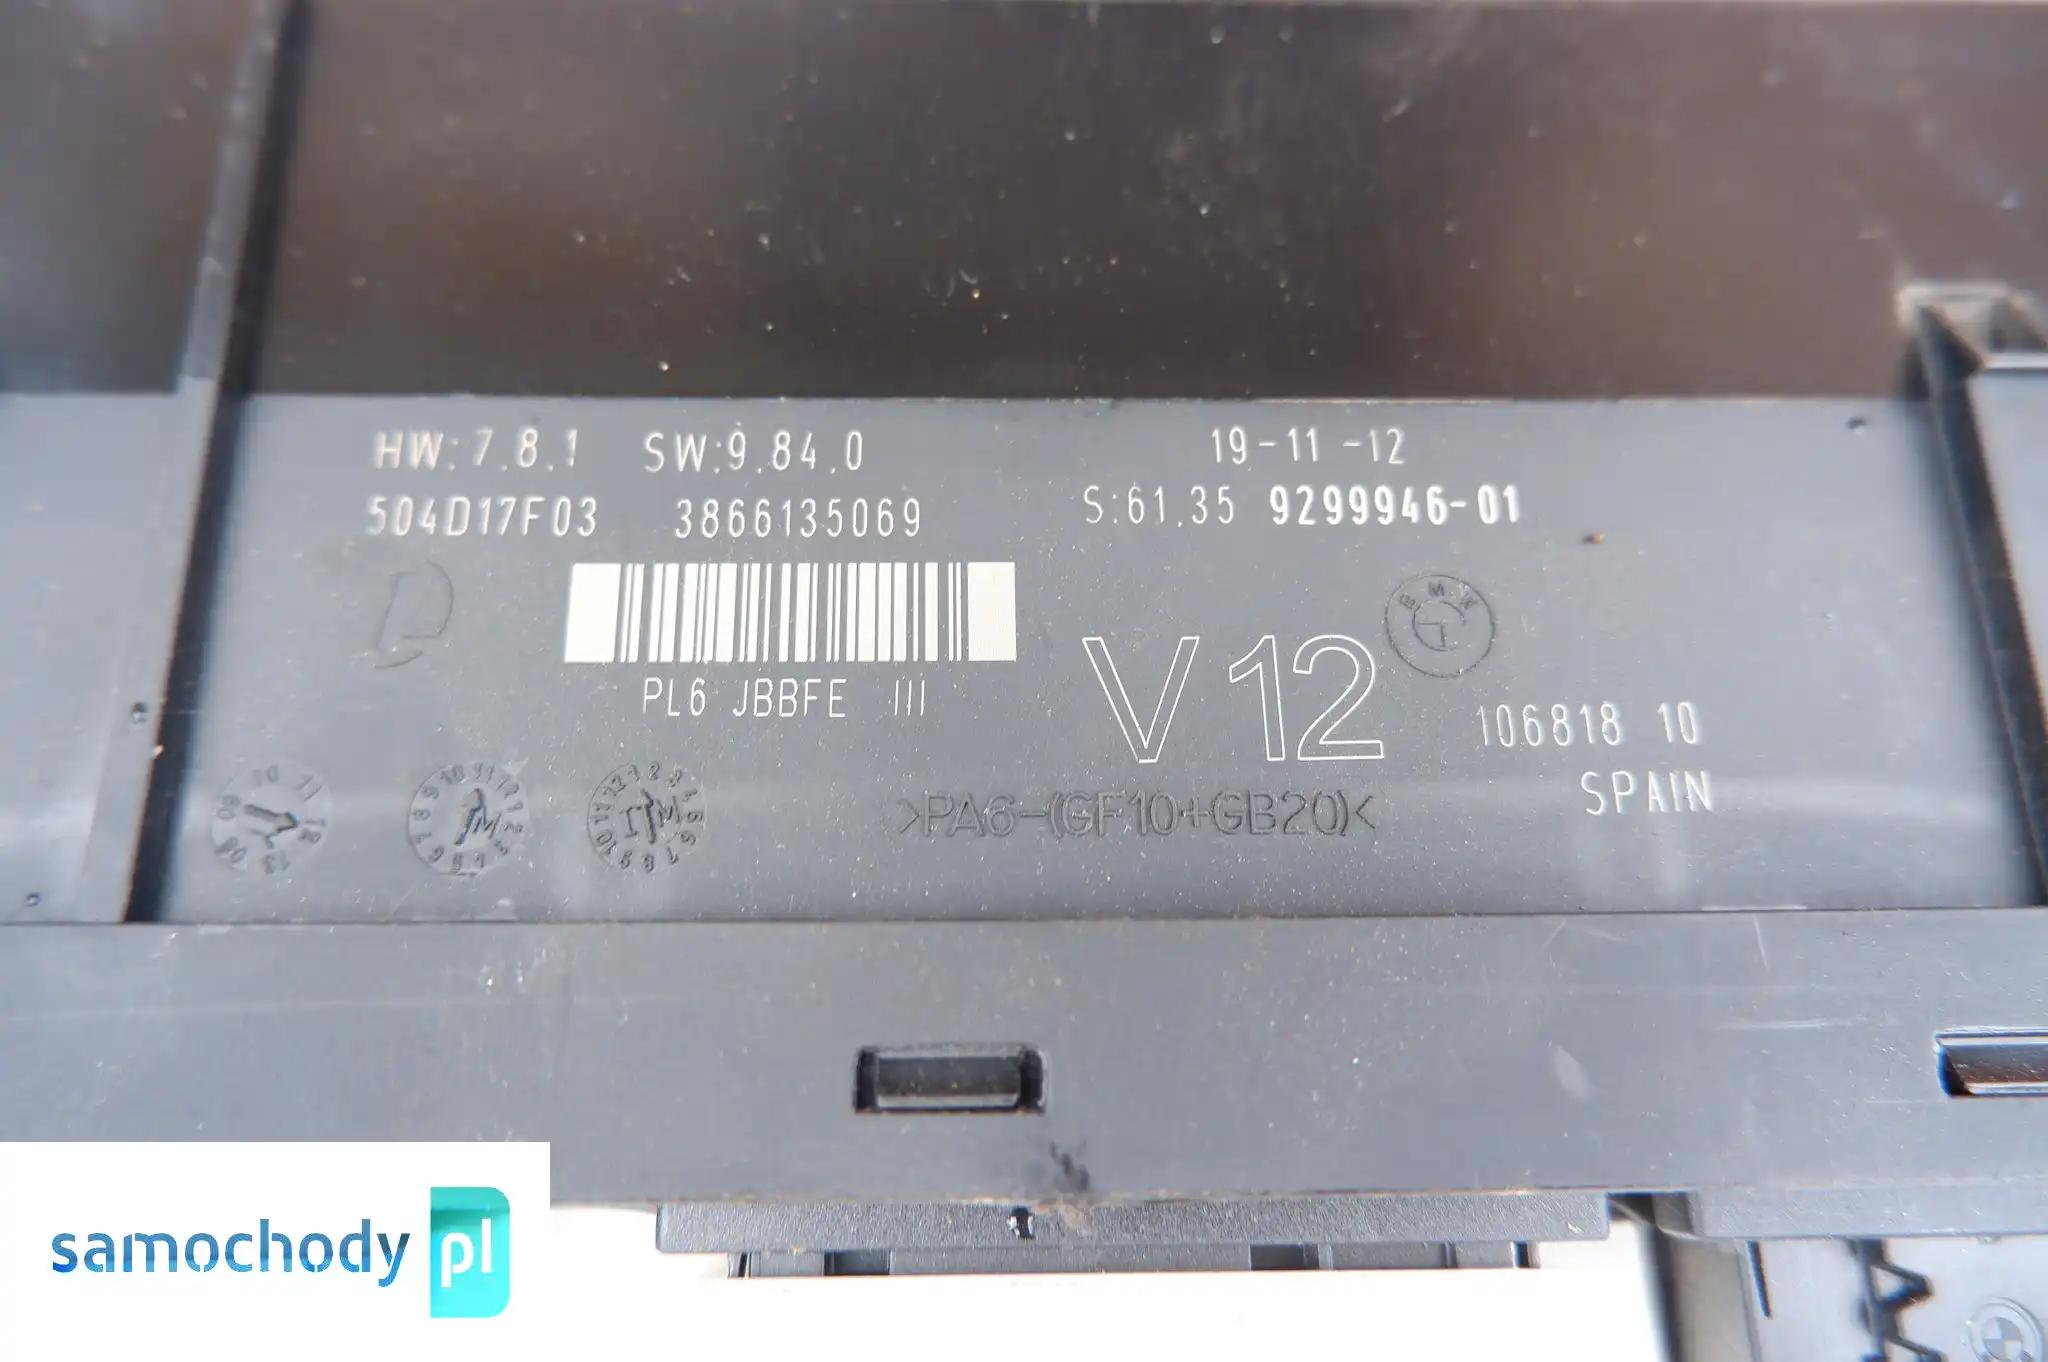 HW:7.8.1 SW:9.84.0 19-11-12
504D17F03 3866135069 S:61.35 9299946-01
BMW
PL6 JBBFE III V12
106818 10
SPAIN
>PA6-(GF10+GB20)<
samochody pl